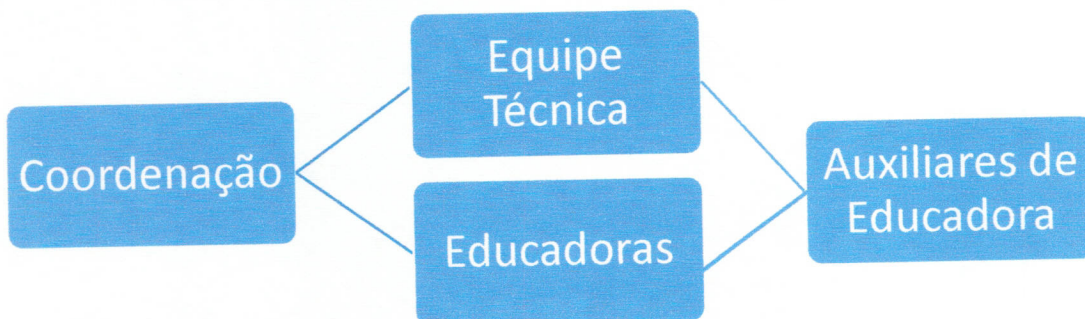 Coordenação
Equipe
Técnica
Educadoras
Auxiliares de
Educadora